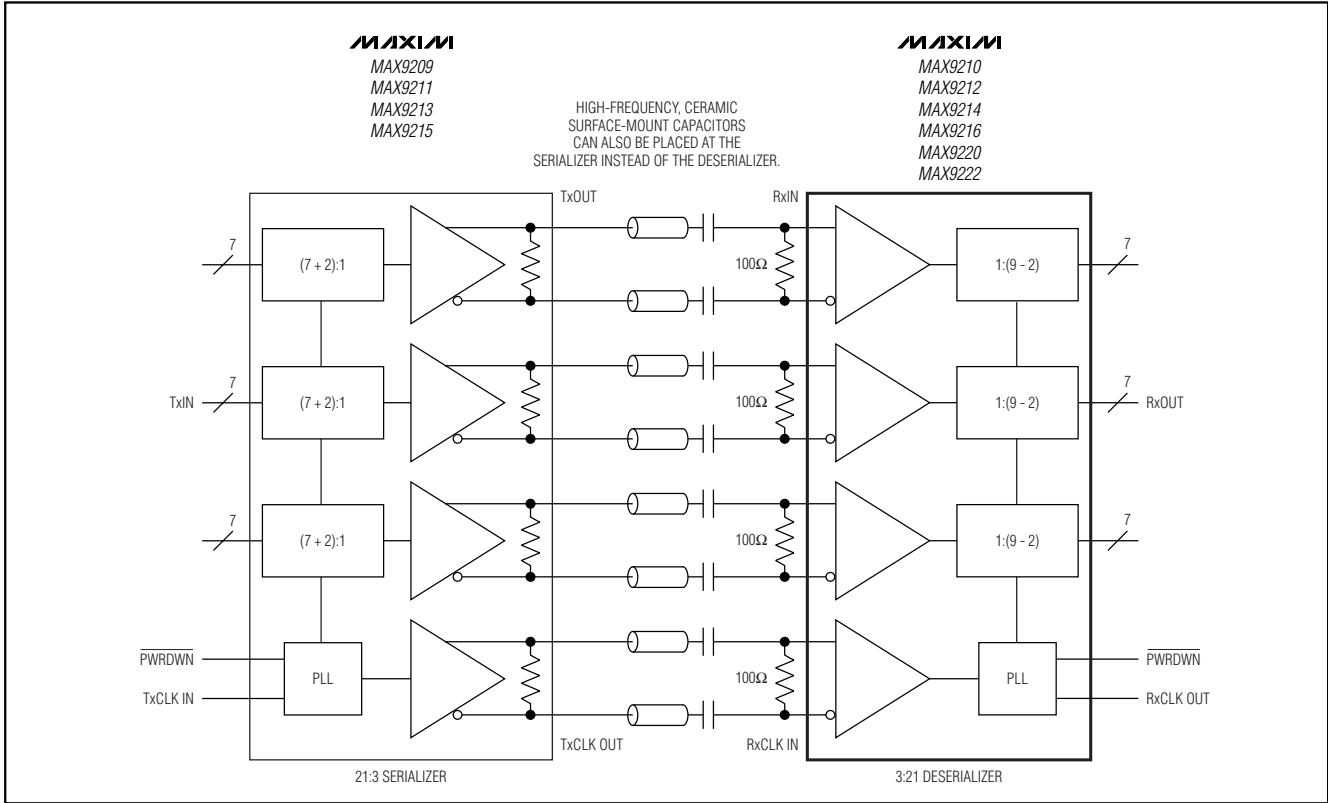 MAXIM
MAX9209
MAX9211
MAX9213
MAX9215
MAXIM
MAX9210
MAX9212
MAX9214
MAX9216
MAX9220
MAX9222
HIGH-FREQUENCY, CERAMIC
SURFACE-MOUNT CAPACITORS
CAN ALSO BE PLACED AT THE
SERIALIZER INSTEAD OF THE DESERIALIZER.
TxOUT
RxIN
7
(7 + 2):1
100Ω
1:(9 - 2)
7
7
TxIN
(7 + 2):1
100Ω
1:(9 - 2)
7
RxOUT
7
(7 + 2):1
100Ω
1:(9 - 2)
7
PWRDWN
TxCLK IN
PLL
100Ω
PLL
PWRDWN
RxCLK OUT
TxCLK OUT
RxCLK IN
21:3 SERIALIZER
3:21 DESERIALIZER